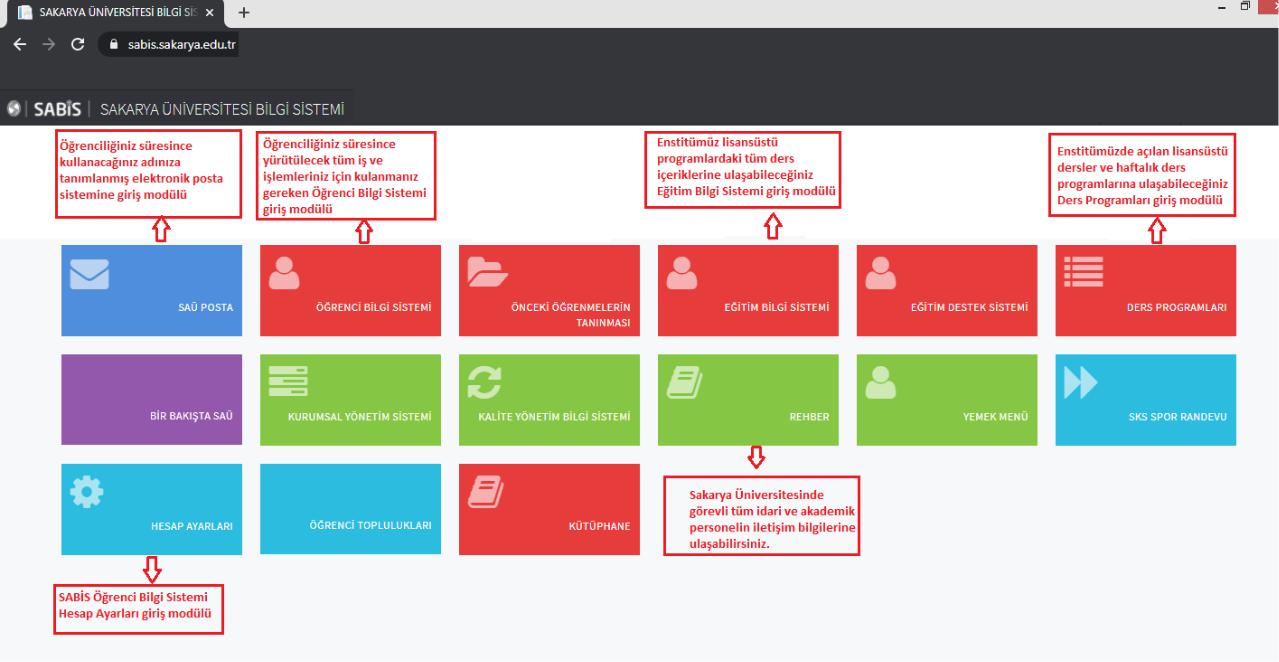 SAKARYA ÜNİVERSİTESİ BİLGİ SİS
sabis.sakarya.edu.tr
SABİS | SAKARYA ÜNİVERSİTESİ BİLGİ SİSTEMİ
Öğrenciliğiniz süresince
kullanacağınız adınıza
tanımlanmış elektronik posta
sistemine giriş modülü
Öğrenciliğiniz süresince
yürütülecek tüm iş ve
işlemleriniz için kulanmanız
gereken Öğrenci Bilgi Sistemi
giriş modülü
Enstitümüz lisansüstü
programlardaki tüm ders
içeriklerine ulaşabileceğiniz
Eğitim Bilgi Sistemi giriş modülü
Enstitümüzde açılan lisansüstü
dersler ve haftalık ders
programlarına ulaşabileceğiniz
Ders Programları giriş modülü
SAÜ POSTA
ÖĞRENCİ BİLGİ SİSTEMİ
ÖNCEKİ ÖĞRENMELERİN
TANINMASI
EĞİTİM BİLGİ SİSTEMİ
EĞİTİM DESTEK SİSTEMİ
DERS PROGRAMLARI
BİR BAKIŞTA SAÜ
KURUMSAL YÖNETİM SİSTEMİ
KALİTE YÖNETİM BİLGİ SİSTEMİ
REHBER
YEMEK MENÜ
SKS SPOR RANDEVU
HESAP AYARLARI
ÖĞRENCİ TOPLULUKLARI
KÜTÜPHANE
Sakarya Üniversitesinde
görevli tüm idari ve akademik
personelin iletişim bilgilerine
ulaşabilirsiniz.
SABİS Öğrenci Bilgi Sistemi
Hesap Ayarları giriş modülü